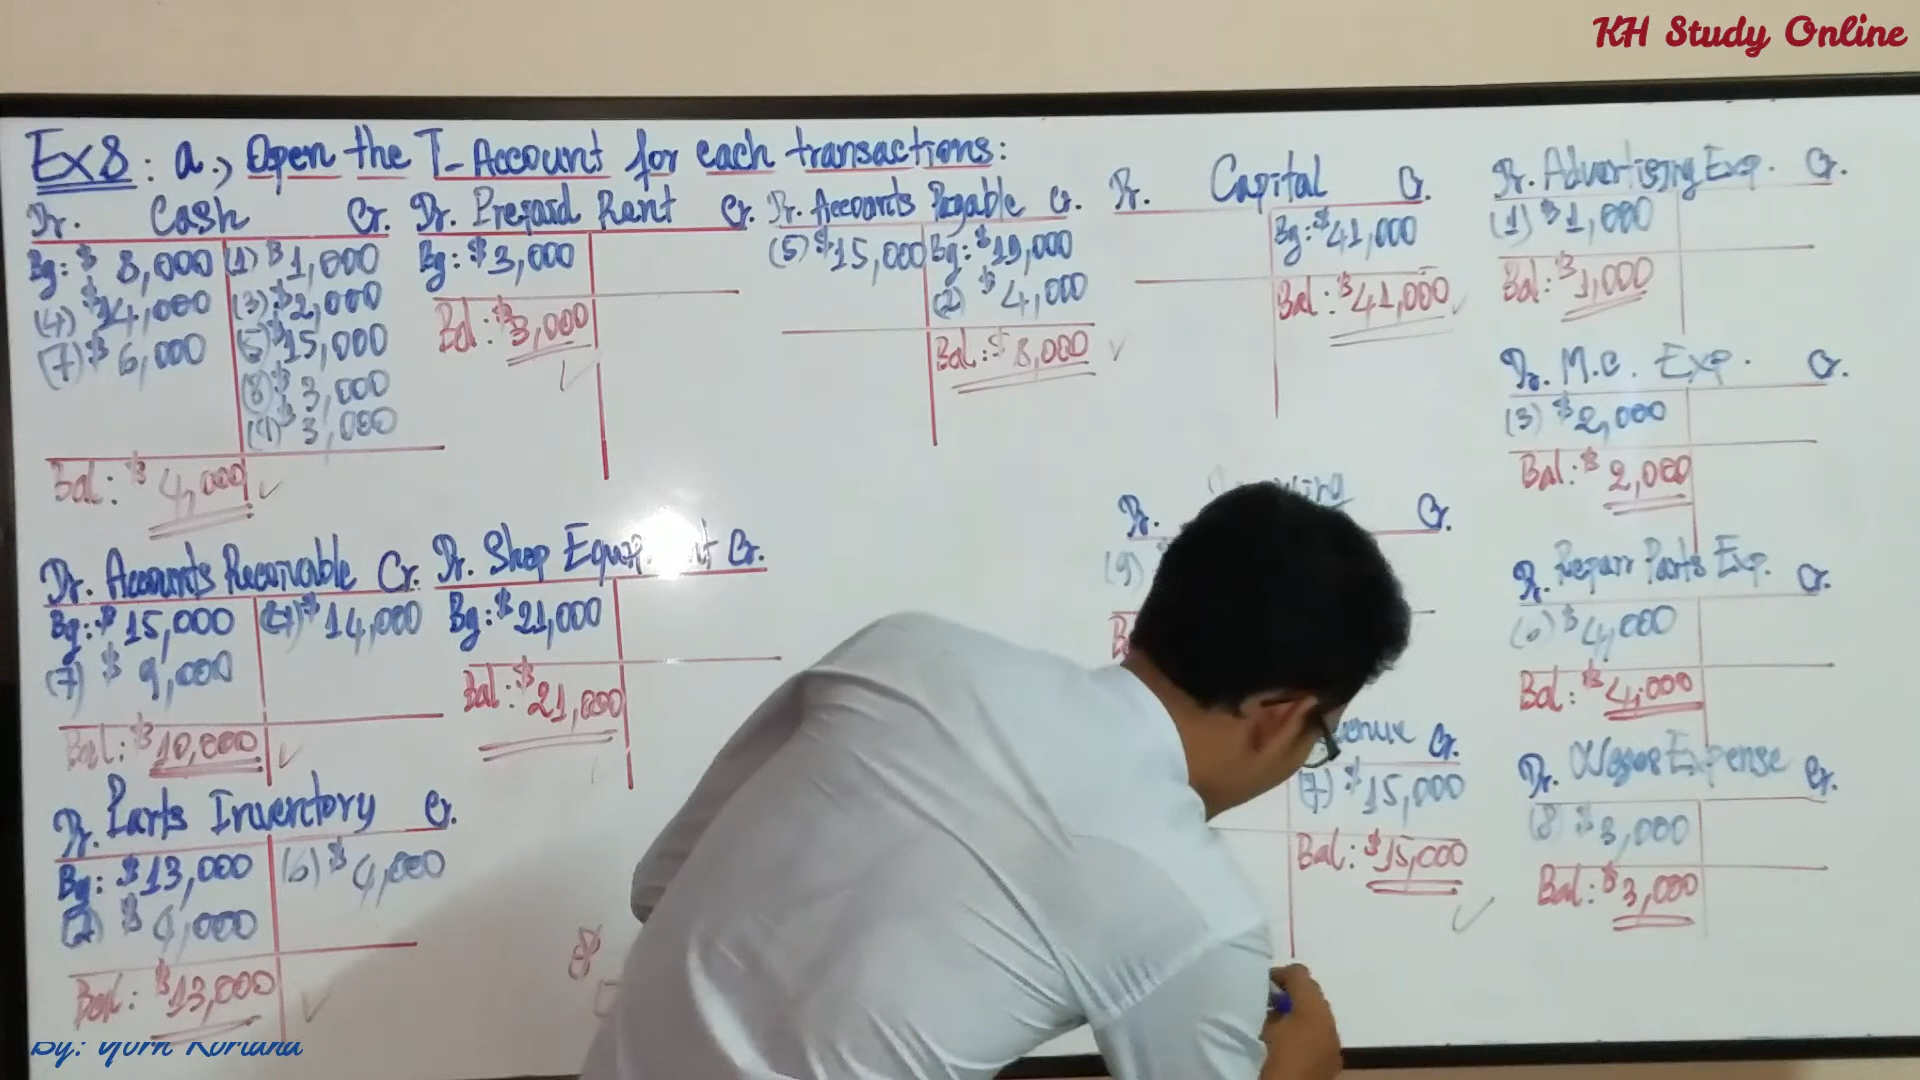 KH Study Online
Ex8: a., Open the T-Account for each transactions:
Dr. Cash Cr.
Bg: $ 8,000 (1) $ 1,000
(4) $14,000 (3) $2,000
(7) $ 6,000 (5) $15,000
(8) $ 3,000
(9) $ 3,000
Bal: $ 4,000
Dr. Prepaid Rent Cr.
Bg: $3,000
Bal: $3,000
Dr. Accounts Payable Cr.
(5) $15,000 Bg: $19,000
(2) $ 4,000
Bal: $ 8,000
Dr. Capital Cr.
Bg: $41,000
Bal: $41,000
Dr. Advertising Exp. Cr.
(1) $1,000
Bal: $1,000
Dr. M.C. Exp. Cr.
(3) $2,000
Bal: $ 2,000
Dr. Accounts Receivable Cr.
Bg: $15,000 (4) $14,000
(7) $ 9,000
Bal: $10,000
Dr. Shop Equip t Cr.
Bg: $21,000
Bal: $21,000
Dr. Cr.
(9)
Dr. Repair Parts Exp. Cr.
(6) $4,000
Bal: $4,000
Dr. Parts Inventory Cr.
Bg: $13,000 (6) $4,000
(2) $ 4,000
Bal: $13,000
enue Cr.
(7) $15,000
Bal: $15,000
Dr. Wages Expense Cr.
(8) $3,000
Bal: $3,000